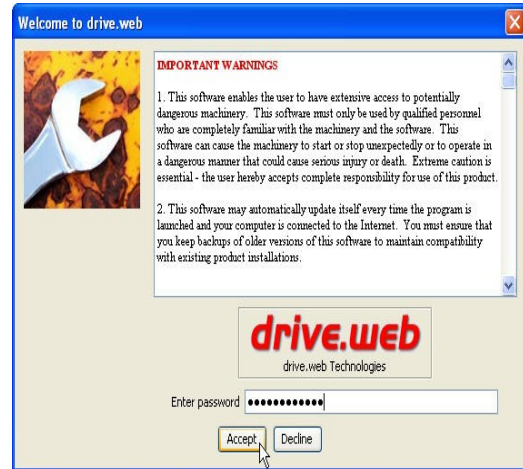 Welcome to drive.web
IMPORTANT WARNINGS
1. This software enables the user to have extensive access to potentially
dangerous machinery. This software must only be used by qualified personnel
who are completely familiar with the machinery and the software. This
software can cause the machinery to start or stop unexpectedly or to operate in
a dangerous manner that could cause serious injury or death. Extreme caution is
essential - the user hereby accepts complete responsibility for use of this product.
2. This software may automatically update itself every time the program is
launched and your computer is connected to the Internet. You must ensure that
you keep backups of older versions of this software to maintain compatibility
with existing product installations.
drive.web
drive.web Technologies
Enter password ●●●●●●●●●●●●
Accept Decline